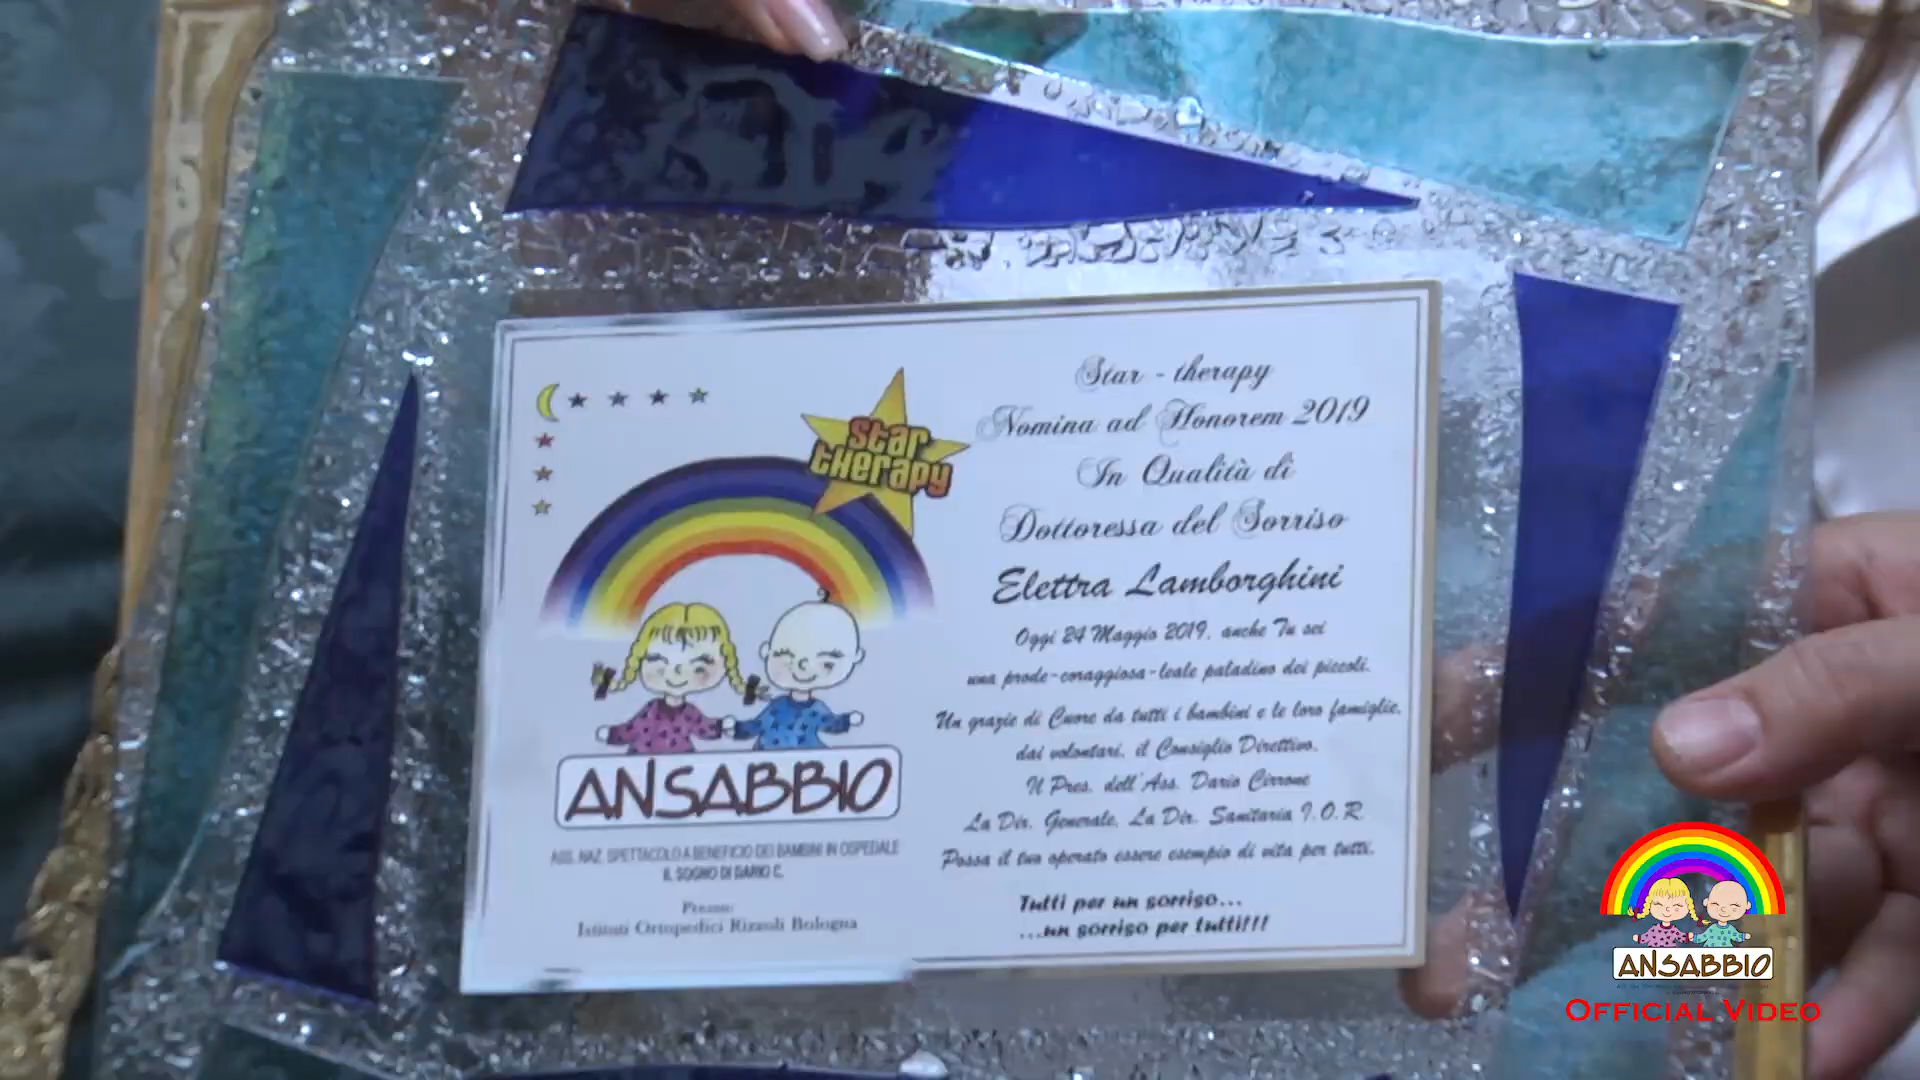 Star therapy
ANSABBIO
ASS. NAZ. SPETTACOLO A BENEFICIO DEI BAMBINI IN OSPEDALE
IL SOGNO DI DARIO C.
Presso:
Istituti Ortopedici Rizzoli Bologna
Star - therapy
Nomina ad Honorem 2019
In Qualità di
Dottoressa del Sorriso
Elettra Lamborghini
Oggi 24 Maggio 2019, anche Tu sei
una prode-coraggiosa-leale paladino dei piccoli.
Un grazie di Cuore da tutti i bambini e le loro famiglie,
dai volontari, il Consiglio Direttivo,
Il Pres. dell'Ass. Dario Cirrone
La Dir. Generale, La Dir. Sanitaria I.O.R.
Possa il tuo operato essere esempio di vita per tutti.
Tutti per un sorriso...
...un sorriso per tutti!!!
ANSABBIO
OFFICIAL VIDEO